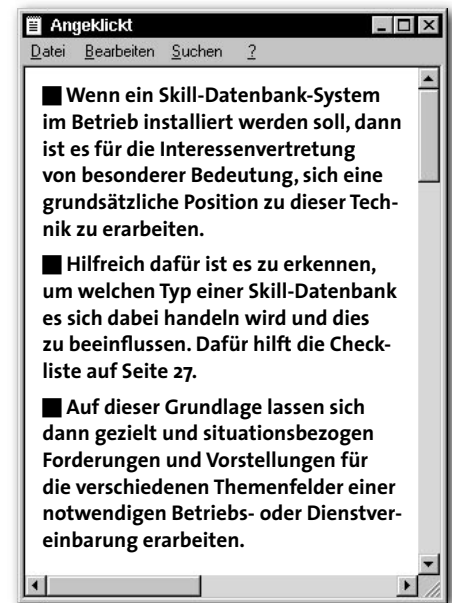 Angeklickt
Datei Bearbeiten Suchen ?
Wenn ein Skill-Datenbank-System
im Betrieb installiert werden soll, dann
ist es für die Interessenvertretung
von besonderer Bedeutung, sich eine
grundsätzliche Position zu dieser Tech-
nik zu erarbeiten.
Hilfreich dafür ist es zu erkennen,
um welchen Typ einer Skill-Datenbank
es sich dabei handeln wird und dies
zu beeinflussen. Dafür hilft die Check-
liste auf Seite 27.
Auf dieser Grundlage lassen sich
dann gezielt und situationsbezogen
Forderungen und Vorstellungen für
die verschiedenen Themenfelder einer
notwendigen Betriebs- oder Dienstver-
einbarung erarbeiten.